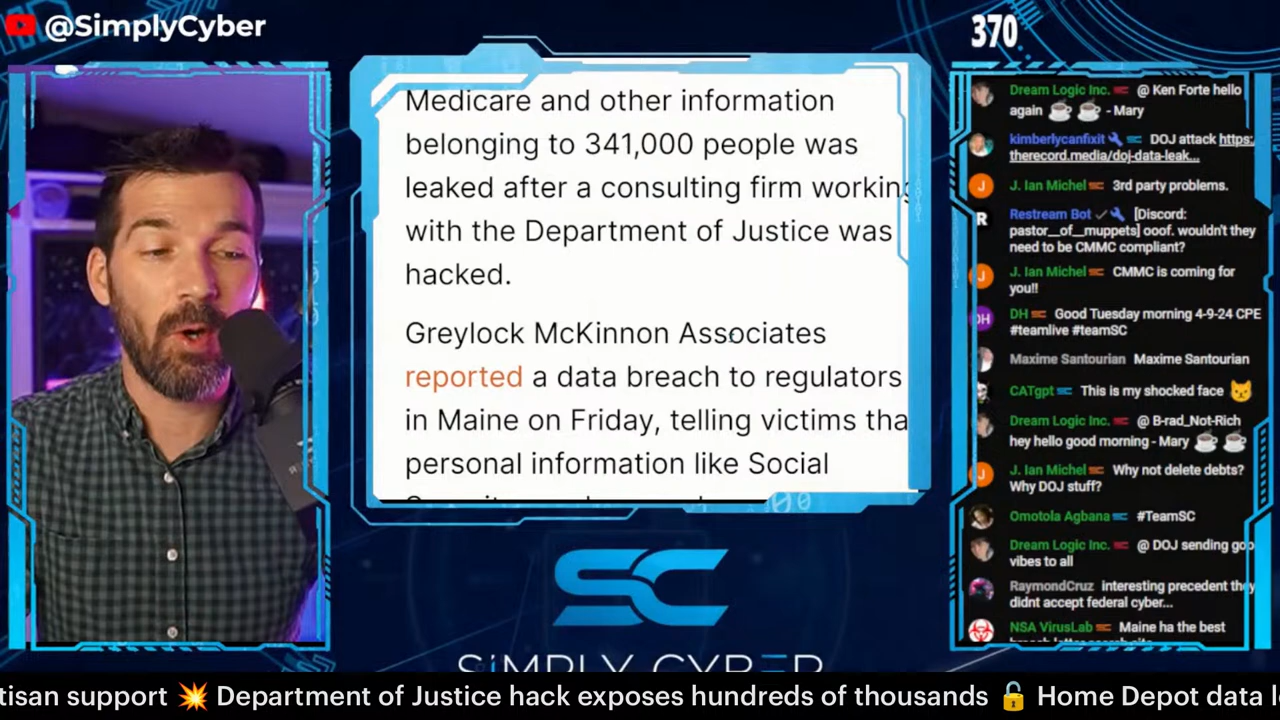 @SimplyCyber
370
Medicare and other information
belonging to 341,000 people was
leaked after a consulting firm working
with the Department of Justice was
hacked.
Greylock McKinnon Associates
reported a data breach to regulators
in Maine on Friday, telling victims tha
personal information like Social
Dream Logic Inc. @ Ken Forte hello
again ☕ ☕ - Mary
kimberlycanfixit DOJ attack https:
therecord.media/doj-data-leak...
J. Ian Michel 3rd party problems.
Restream Bot [Discord:
pastor__of__muppets] ooof. wouldn't they
need to be CMMC compliant?
J. Ian Michel CMMC is coming for
you!!
DH Good Tuesday morning 4-9-24 CPE
#teamlive #teamSC
Maxime Santourian Maxime Santourian
CATgpt This is my shocked face 😼
Dream Logic Inc. @ B-rad_Not-Rich
hey hello good morning - Mary ☕ ☕
J. Ian Michel Why not delete debts?
Why DOJ stuff?
Omotola Agbana #TeamSC
Dream Logic Inc. @ DOJ sending goo
vibes to all
RaymondCruz interesting precedent they
didnt accept federal cyber...
NSA VirusLab Maine ha the best
SC
SIMPLY CYBER
tisan support 💥 Department of Justice hack exposes hundreds of thousands 🔓 Home Depot data l